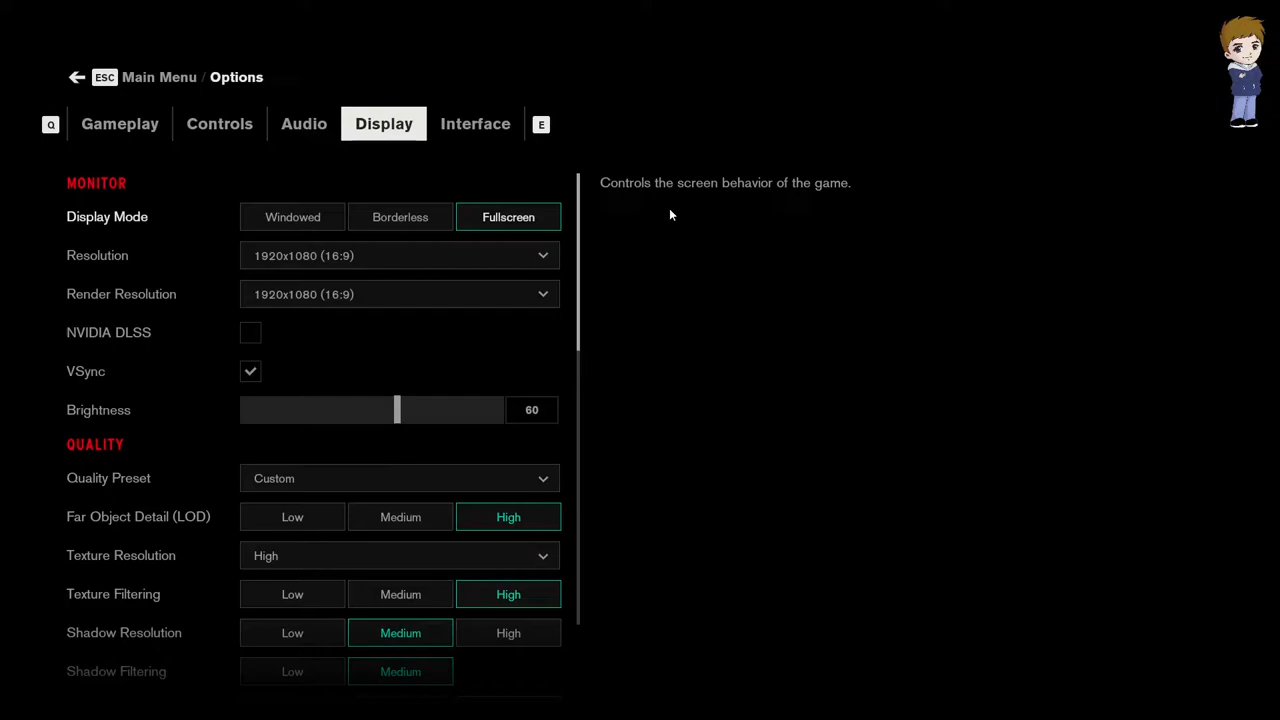 ESC Main Menu / Options
Q Gameplay Controls Audio Display Interface E
MONITOR
Controls the screen behavior of the game.
Display Mode Windowed Borderless Fullscreen
Resolution 1920x1080 (16:9)
Render Resolution 1920x1080 (16:9)
NVIDIA DLSS
VSync
Brightness 60
QUALITY
Quality Preset Custom
Far Object Detail (LOD) Low Medium High
Texture Resolution High
Texture Filtering Low Medium High
Shadow Resolution Low Medium High
Shadow Filtering Low Medium